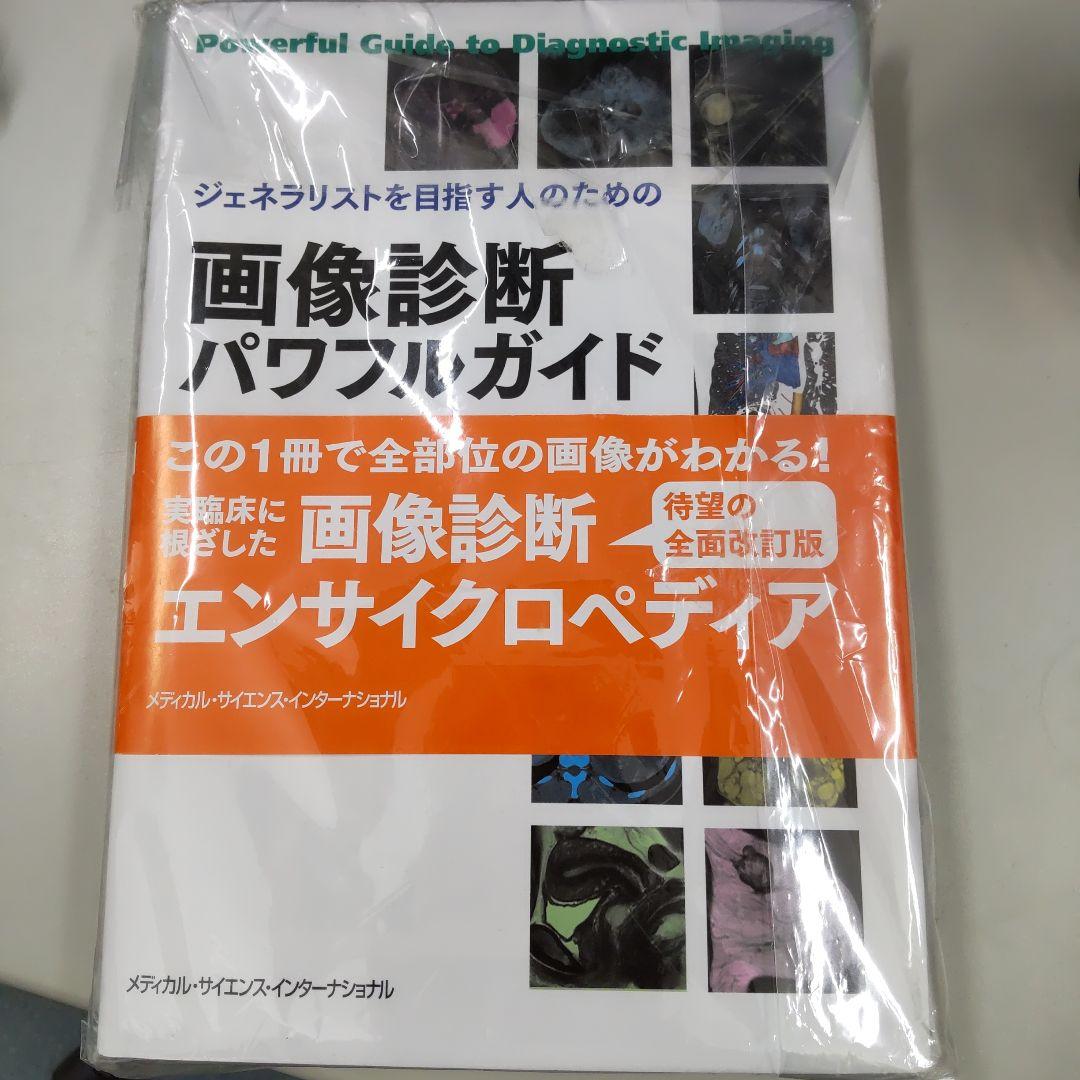 Powerful Guide to Diagnostic Imaging
ジェネラリストを目指す人のための
画像診断
パワフルガイド
この1冊で全部位の画像がわかる!
実臨床に
根ざした
画像診断
待望の
全面改訂版
エンサイクロペディア
メディカル・サイエンス・インターナショナル
メディカル・サイエンス・インターナショナル